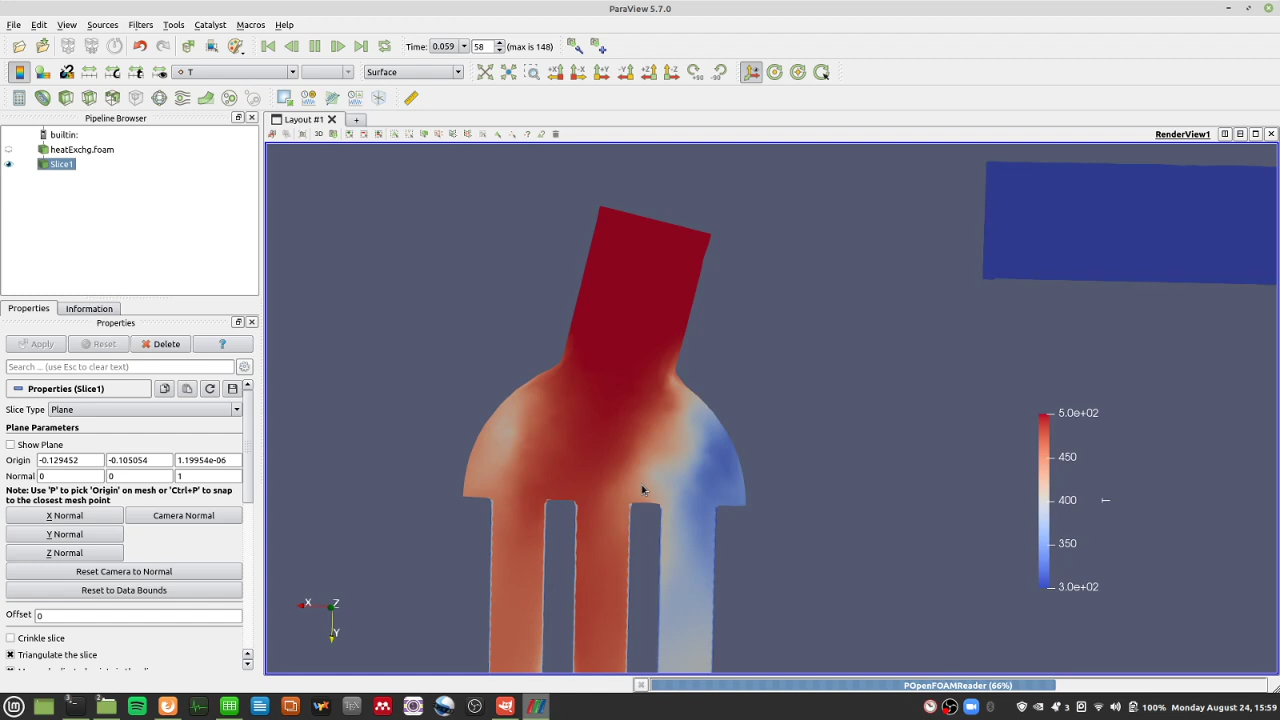 ParaView 5.7.0
File Edit View Sources Filters Tools Catalyst Macros Help
Time: 0.059 58 (max is 148)
T Surface +X -X +Y -Y +Z -Z
Pipeline Browser
Layout #1
builtin:
heatExchg.foam
Slice1
3D
RenderView1
Properties Information
Properties
Apply Reset Delete ?
Search ... (use Esc to clear text)
Properties (Slice1)
Slice Type Plane
Plane Parameters
Show Plane
Origin -0.129452 -0.105054 1.19954e-06
Normal 0 0 1
Note: Use 'P' to pick 'Origin' on mesh or 'Ctrl+P' to snap
to the closest mesh point
X Normal Camera Normal
Y Normal
Z Normal
Reset Camera to Normal
Reset to Data Bounds
Offset 0
Crinkle slice
Triangulate the slice
5.0e+02
450
400
350
3.0e+02
T
X Z
Y
POpenFOAMReader (66%)
3 100% Monday August 24, 15:59